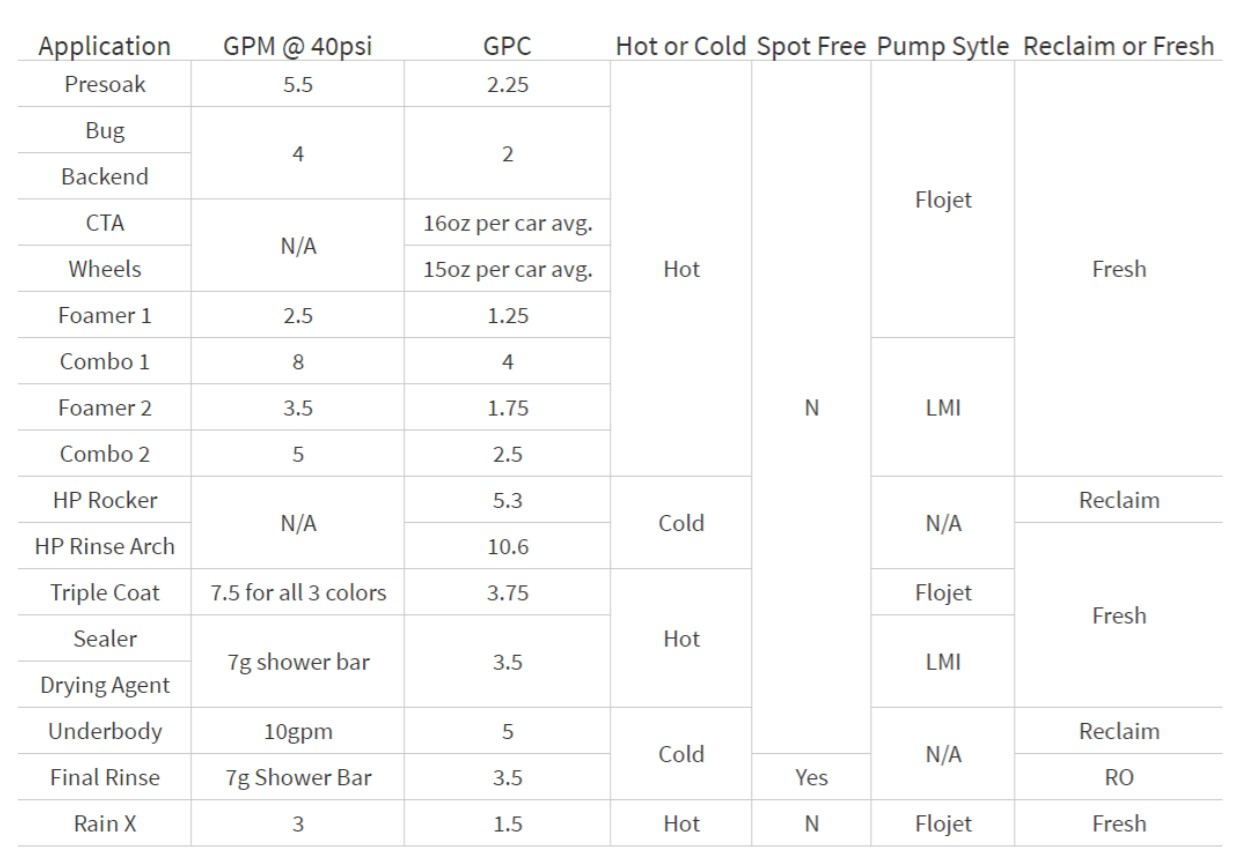 Application GPM @ 40psi GPC Hot or Cold Spot Free Pump Sytle Reclaim or Fresh
Presoak 5.5 2.25
Bug
4 2
Backend
Flojet
CTA 16oz per car avg.
N/A
Wheels 15oz per car avg. Hot Fresh
Foamer 1 2.5 1.25
Combo 1 8 4
Foamer 2 3.5 1.75 N LMI
Combo 2 5 2.5
HP Rocker 5.3 Reclaim
N/A Cold N/A
HP Rinse Arch 10.6
Triple Coat 7.5 for all 3 colors 3.75 Flojet
Fresh
Sealer Hot
7g shower bar 3.5 LMI
Drying Agent
Underbody 10gpm 5 Reclaim
Cold N/A
Final Rinse 7g Shower Bar 3.5 Yes RO
Rain X 3 1.5 Hot N Flojet Fresh